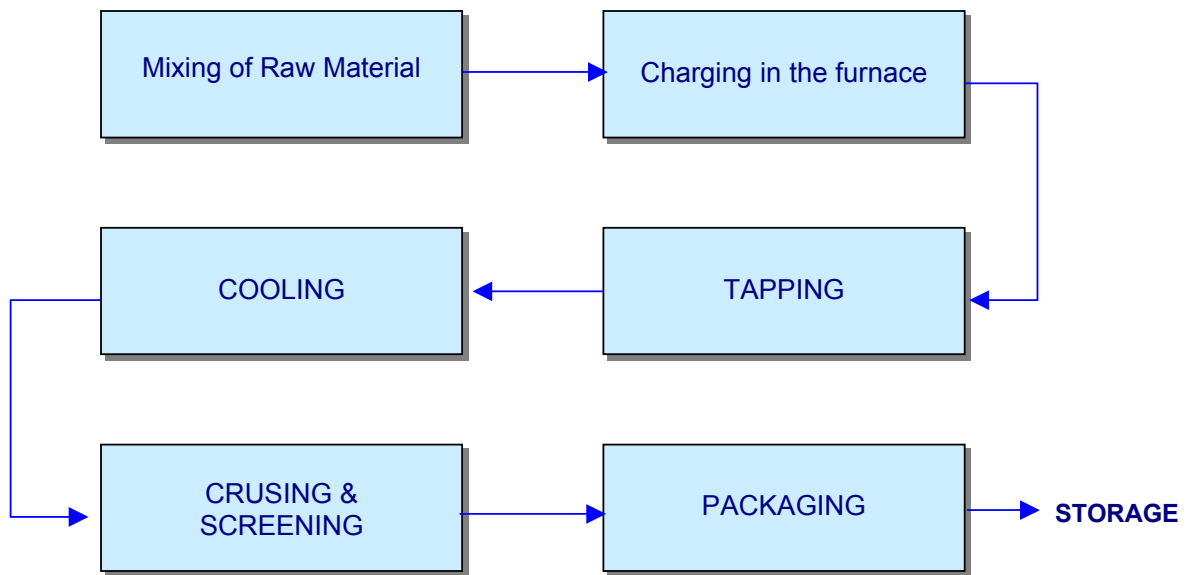 Mixing of Raw Material
Charging in the furnace
COOLING
TAPPING
CRUSING &
SCREENING
PACKAGING
STORAGE